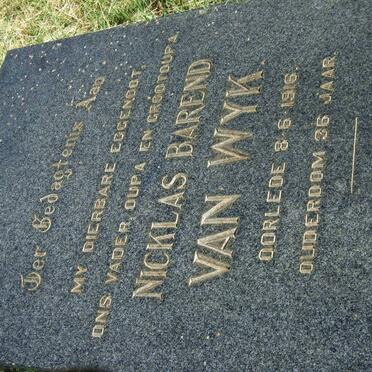 Ter Gedagtenis Aan
MY DIERBARE EGGENOOT,
ONS VADER, OUPA EN GROOTOUPA
NICKLAS BAREND
VAN WYK.
OORLEDE 8·6·1916.
OUDERDOM 36 JAAR.